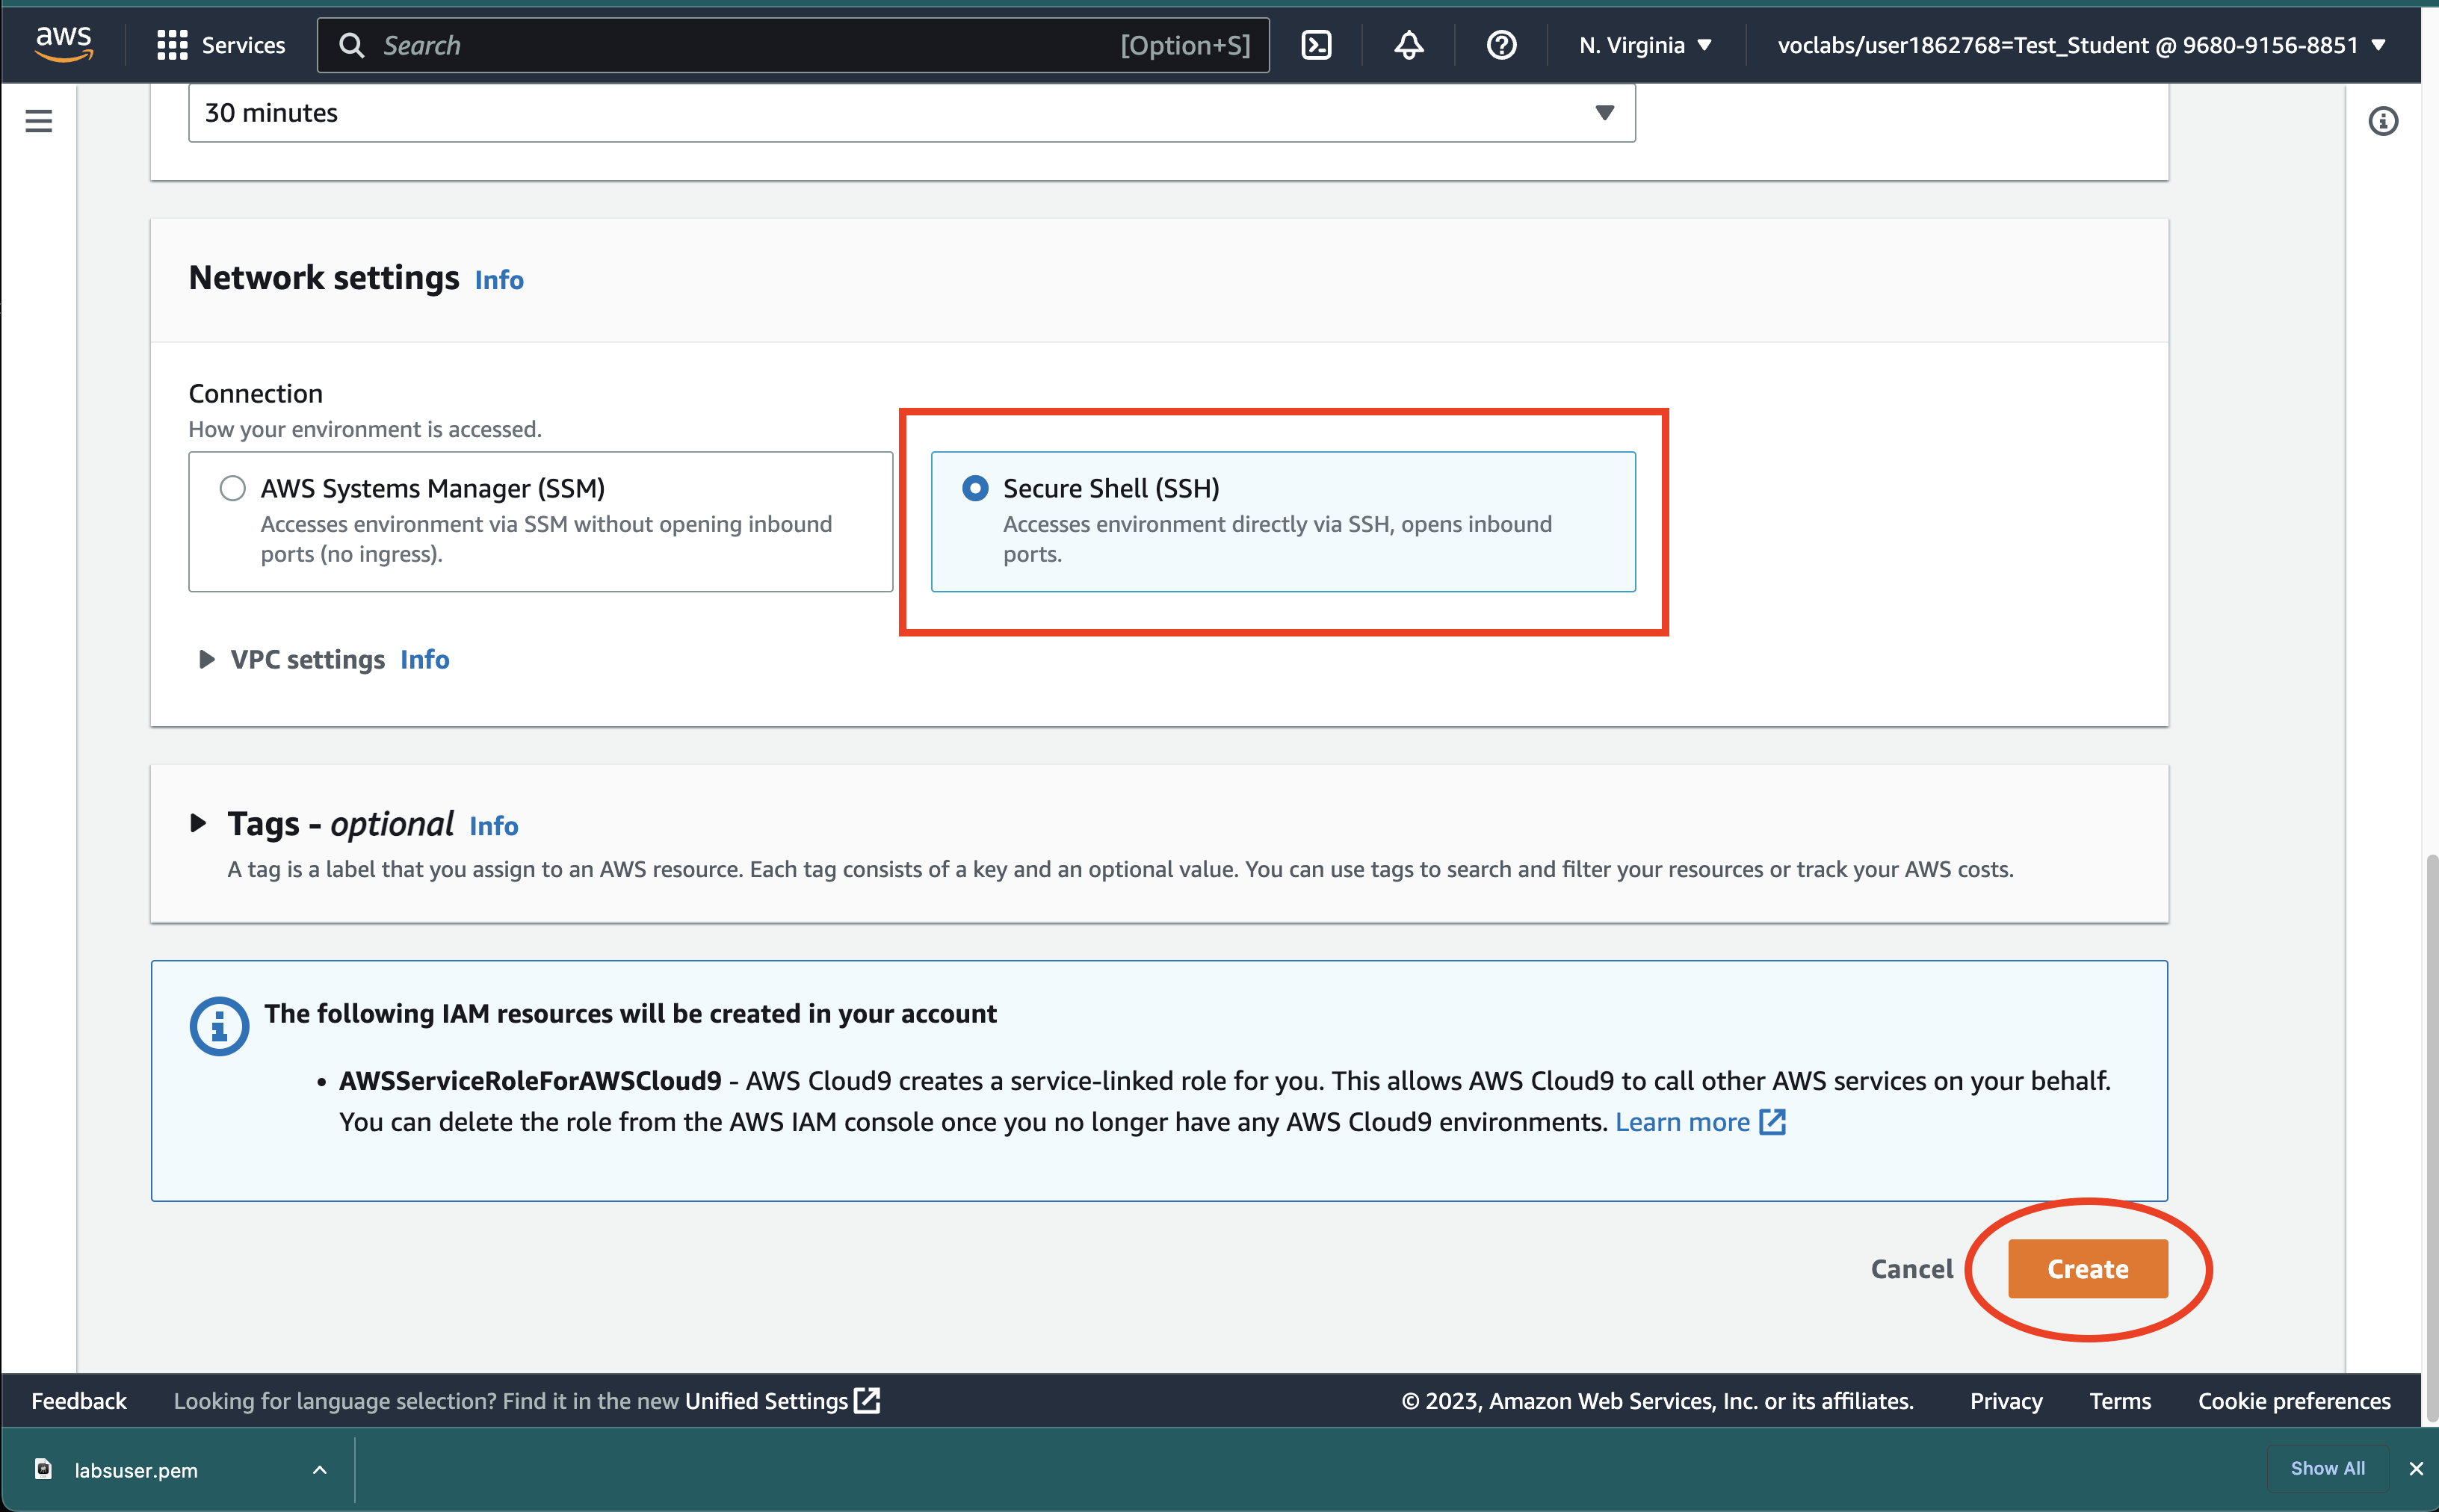 aws
Services
Search
[Option+S]
N. Virginia
voclabs/user1862768=Test_Student @ 9680-9156-8851
30 minutes
Network settings Info
Connection
How your environment is accessed.
AWS Systems Manager (SSM)
Accesses environment via SSM without opening inbound
ports (no ingress).
Secure Shell (SSH)
Accesses environment directly via SSH, opens inbound
ports.
VPC settings Info
Tags - optional Info
A tag is a label that you assign to an AWS resource. Each tag consists of a key and an optional value. You can use tags to search and filter your resources or track your AWS costs.
The following IAM resources will be created in your account
• AWSServiceRoleForAWSCloud9 - AWS Cloud9 creates a service-linked role for you. This allows AWS Cloud9 to call other AWS services on your behalf.
You can delete the role from the AWS IAM console once you no longer have any AWS Cloud9 environments. Learn more
Cancel
Create
Feedback
Looking for language selection? Find it in the new Unified Settings
© 2023, Amazon Web Services, Inc. or its affiliates.
Privacy
Terms
Cookie preferences
labsuser.pem
Show All